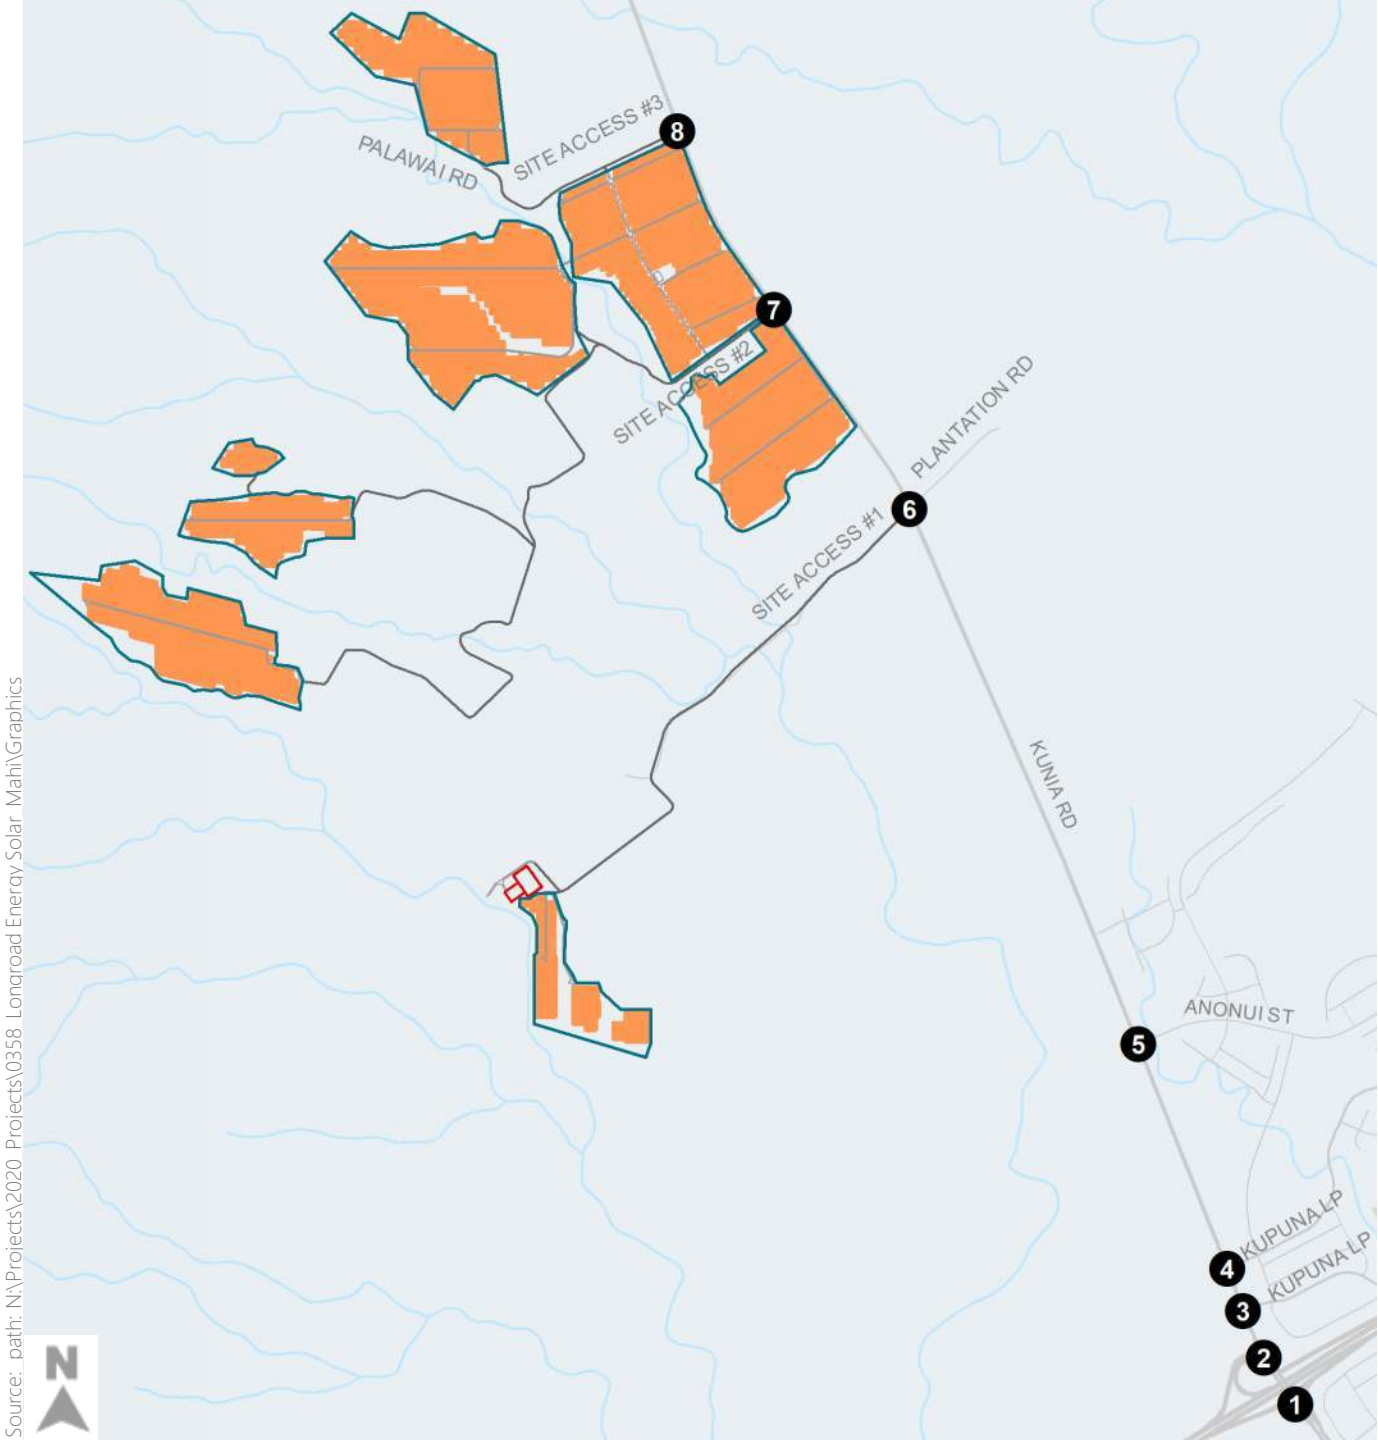 8
SITE ACCESS #3
PALAWAI RD
7
SITE ACCESS #2
PLANTATION RD
6
SITE ACCESS #1
KUNIA RD
ANONUI ST
5
KUPUNA LP
4
KUPUNA LP
3
2
1
N
Source: path: N:\Projects\2020 Projects\0358 Longroad Energy Solar Mahi\Graphics